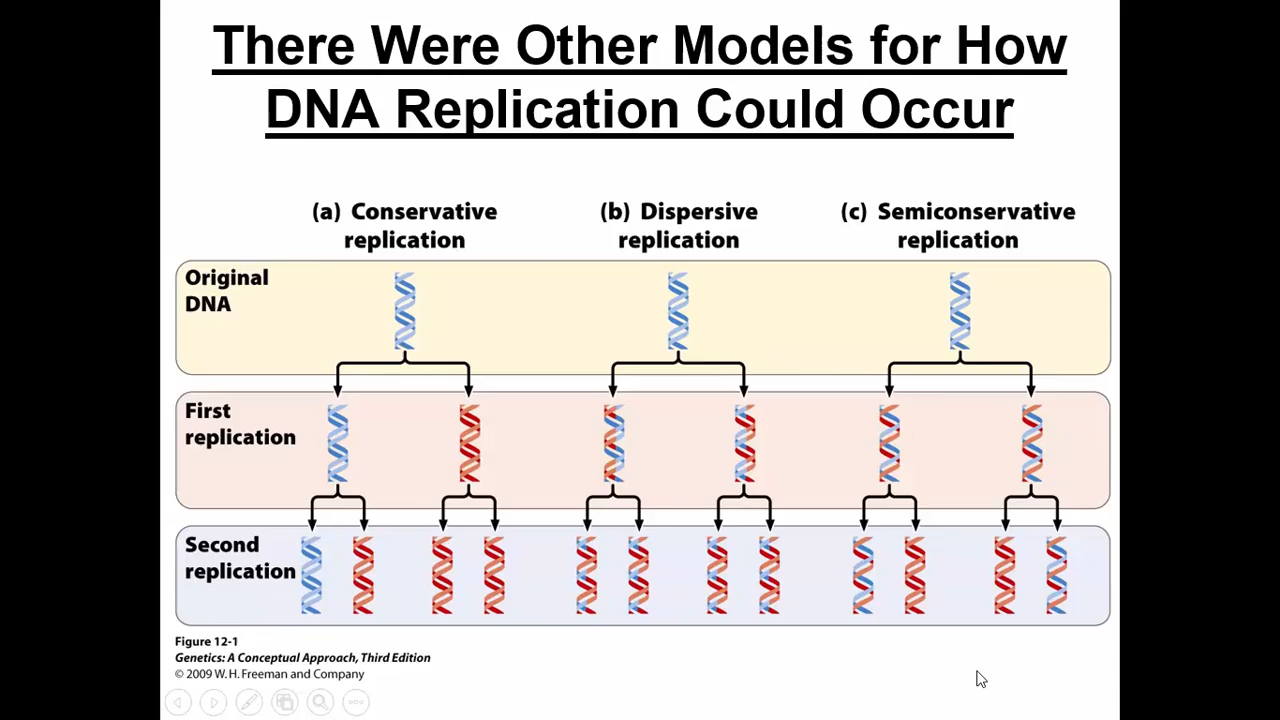 There Were Other Models for How
DNA Replication Could Occur
(a) Conservative
replication
(b) Dispersive
replication
(c) Semiconservative
replication
Original
DNA
First
replication
Second
replication
Figure 12-1
Genetics: A Conceptual Approach, Third Edition
© 2009 W. H. Freeman and Company